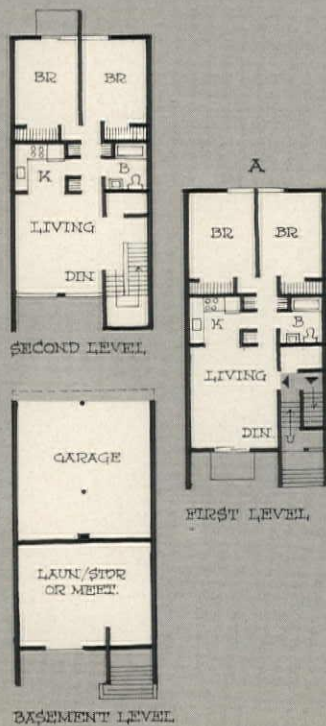 BR BR
K B
LIVING
DIN.
SECOND LEVEL
A
BR BR
K B
LIVING
DIN.
FIRST LEVEL
GARAGE
LAUN/STOR
OR MEET.
BASEMENT LEVEL